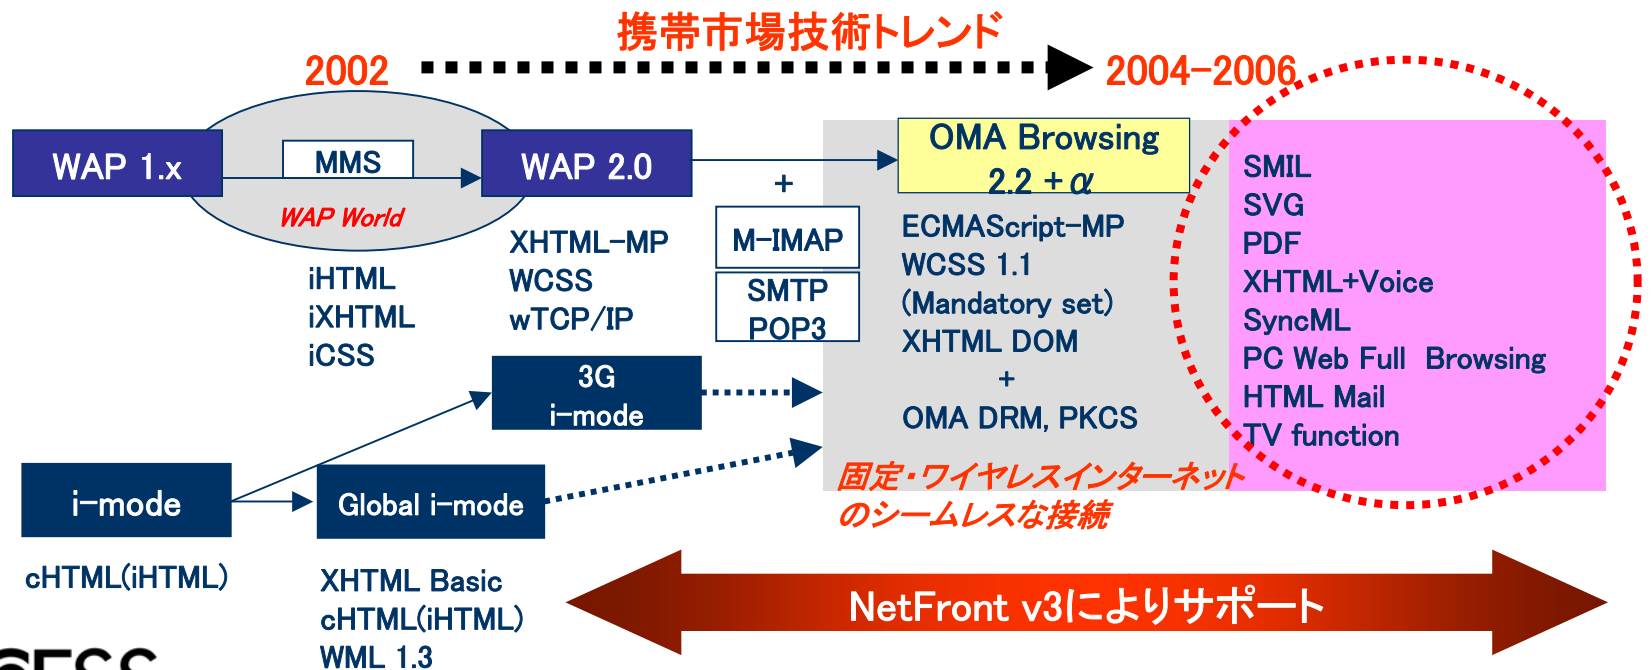 携帯市場技術トレンド
2002
2004-2006
WAP 1.x
MMS
WAP World
WAP 2.0
OMA Browsing
2.2 +α
iHTML
iXHTML
iCSS
XHTML-MP
WCSS
wTCP/IP
+
M-IMAP
SMTP
POP3
ECMAScript-MP
WCSS 1.1
(Mandatory set)
XHTML DOM
+
OMA DRM, PKCS
SMIL
SVG
PDF
XHTML+Voice
SyncML
PC Web Full Browsing
HTML Mail
TV function
3G
i-mode
i-mode
Global i-mode
固定・ワイヤレスインターネット
のシームレスな接続
cHTML(iHTML)
XHTML Basic
cHTML(iHTML)
WML 1.3
NetFront v3によりサポート